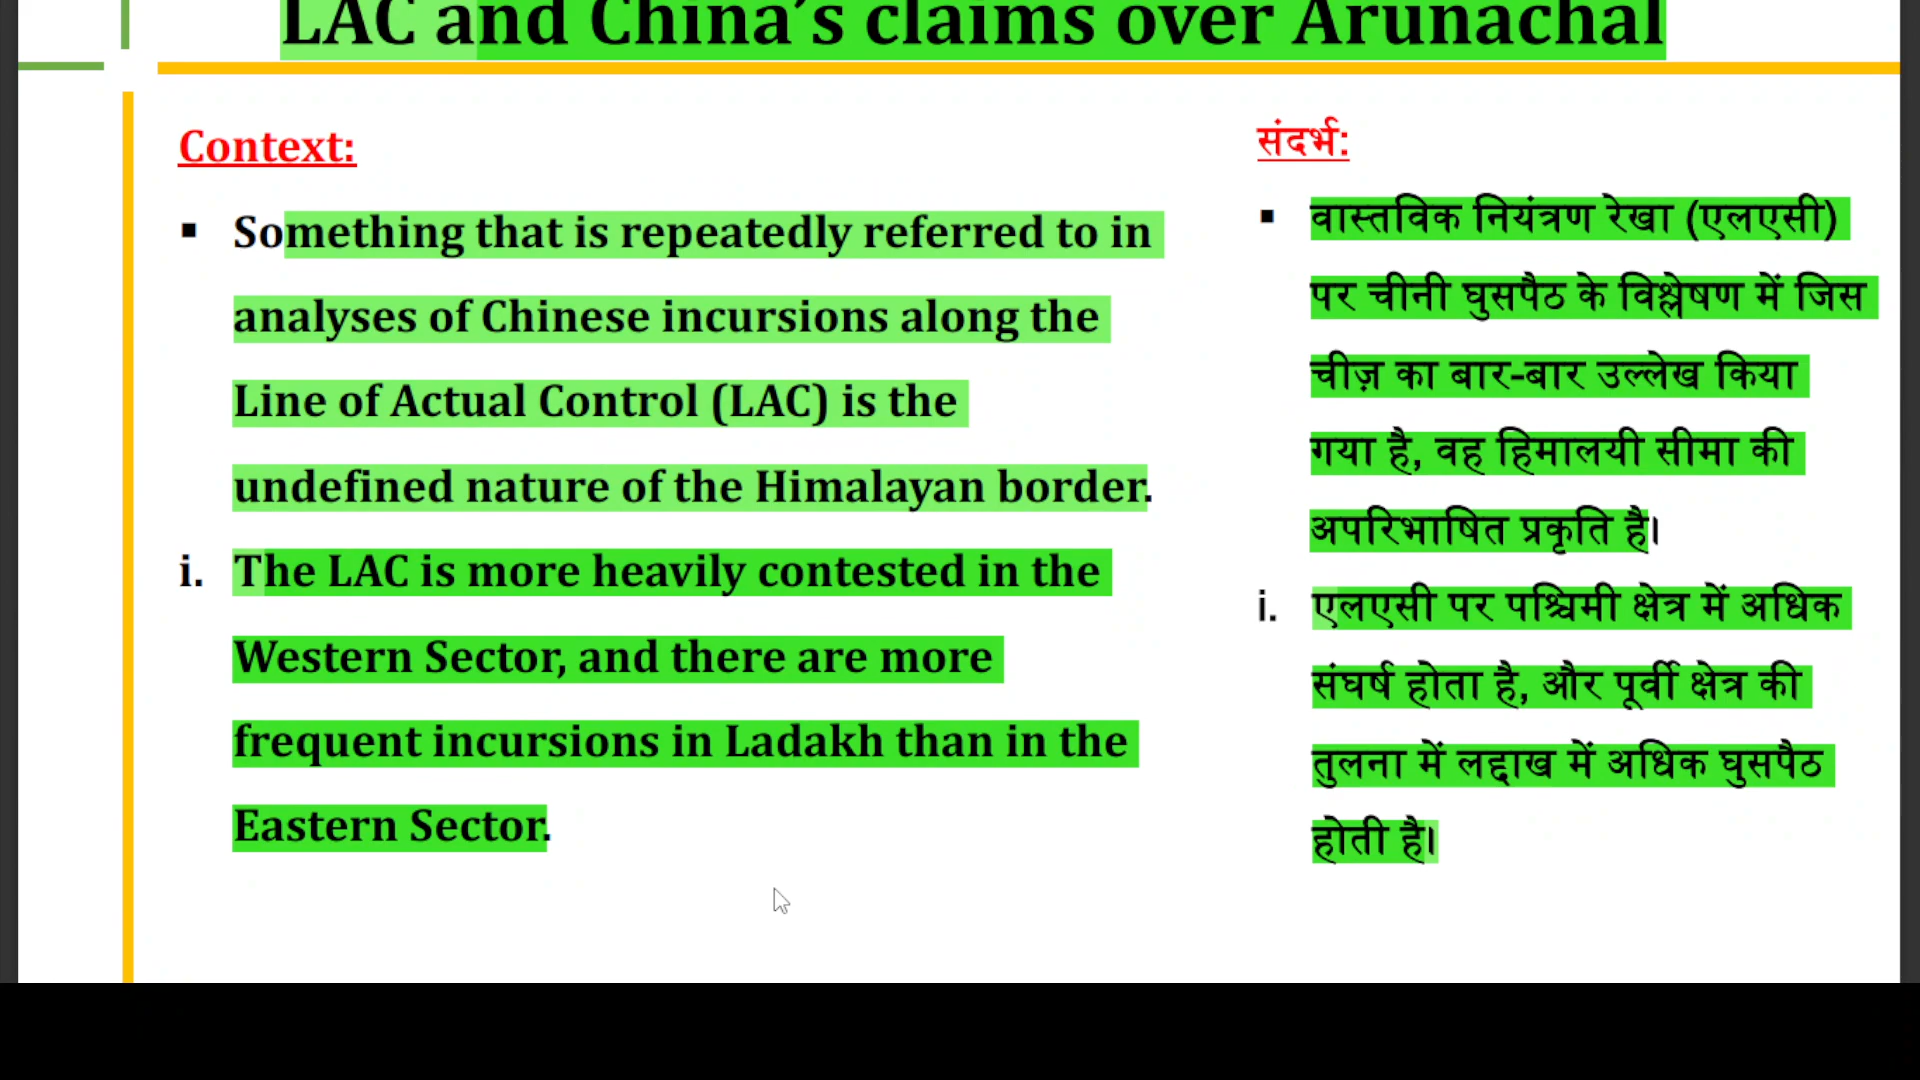 LAC and China's claims over Arunachal
Context:
▪ Something that is repeatedly referred to in
analyses of Chinese incursions along the
Line of Actual Control (LAC) is the
undefined nature of the Himalayan border.
i. The LAC is more heavily contested in the
Western Sector, and there are more
frequent incursions in Ladakh than in the
Eastern Sector.
संदर्भ:
▪ वास्तविक नियंत्रण रेखा (एलएसी)
पर चीनी घुसपैठ के विश्लेषण में जिस
चीज़ का बार-बार उल्लेख किया
गया है, वह हिमालयी सीमा की
अपरिभाषित प्रकृति है।
i. एलएसी पर पश्चिमी क्षेत्र में अधिक
संघर्ष होता है, और पूर्वी क्षेत्र की
तुलना में लद्दाख में अधिक घुसपैठ
होती है।